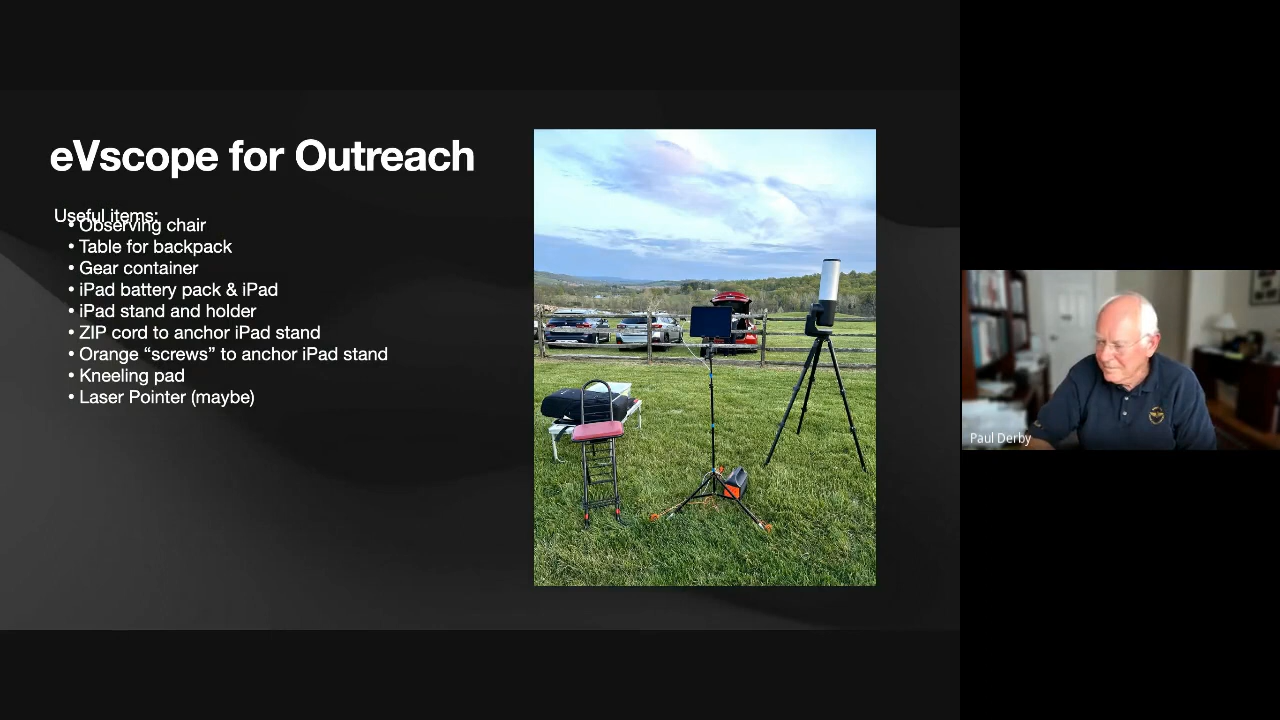 eVscope for Outreach
Useful items:
• Observing chair
• Table for backpack
• Gear container
• iPad battery pack & iPad
• iPad stand and holder
• ZIP cord to anchor iPad stand
• Orange “screws” to anchor iPad stand
• Kneeling pad
• Laser Pointer (maybe)
Paul Derby